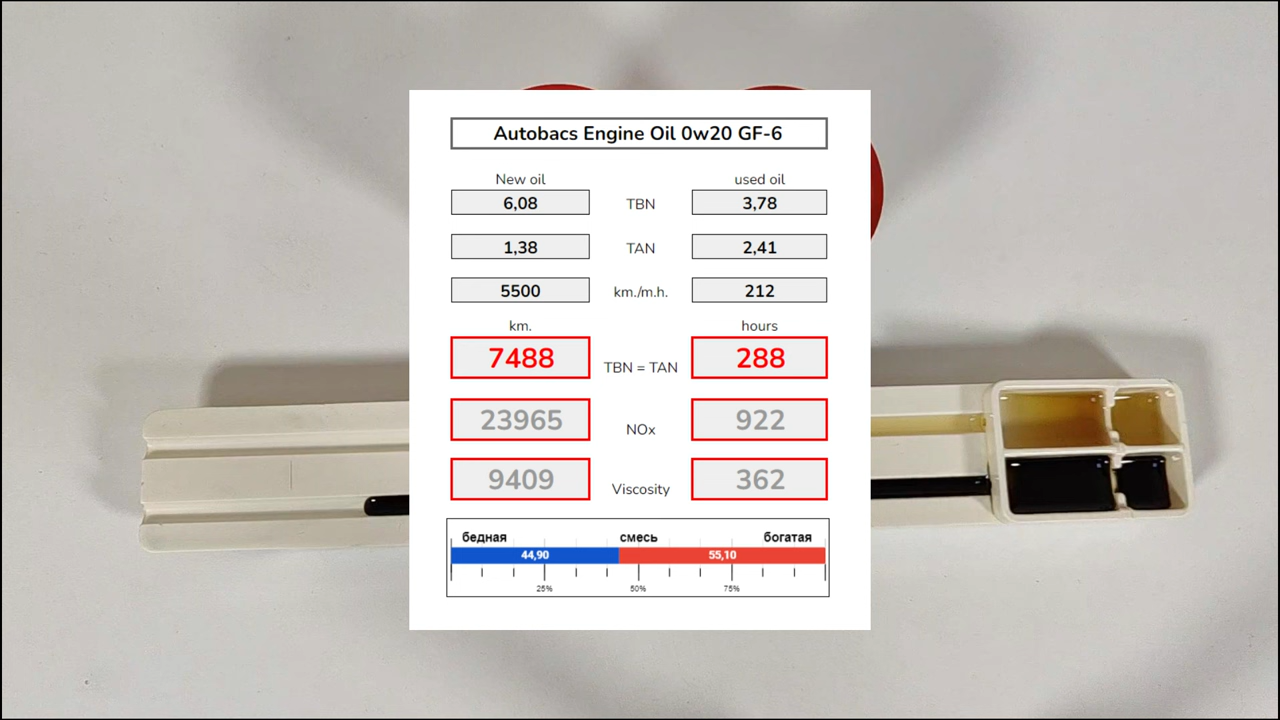 Autobacs Engine Oil 0w20 GF-6
New oil used oil
6,08 TBN 3,78
1,38 TAN 2,41
5500 km./m.h. 212
km. hours
7488 TBN = TAN 288
23965 NOx 922
9409 Viscosity 362
бедная смесь богатая
44,90 55,10
25% 50% 75%